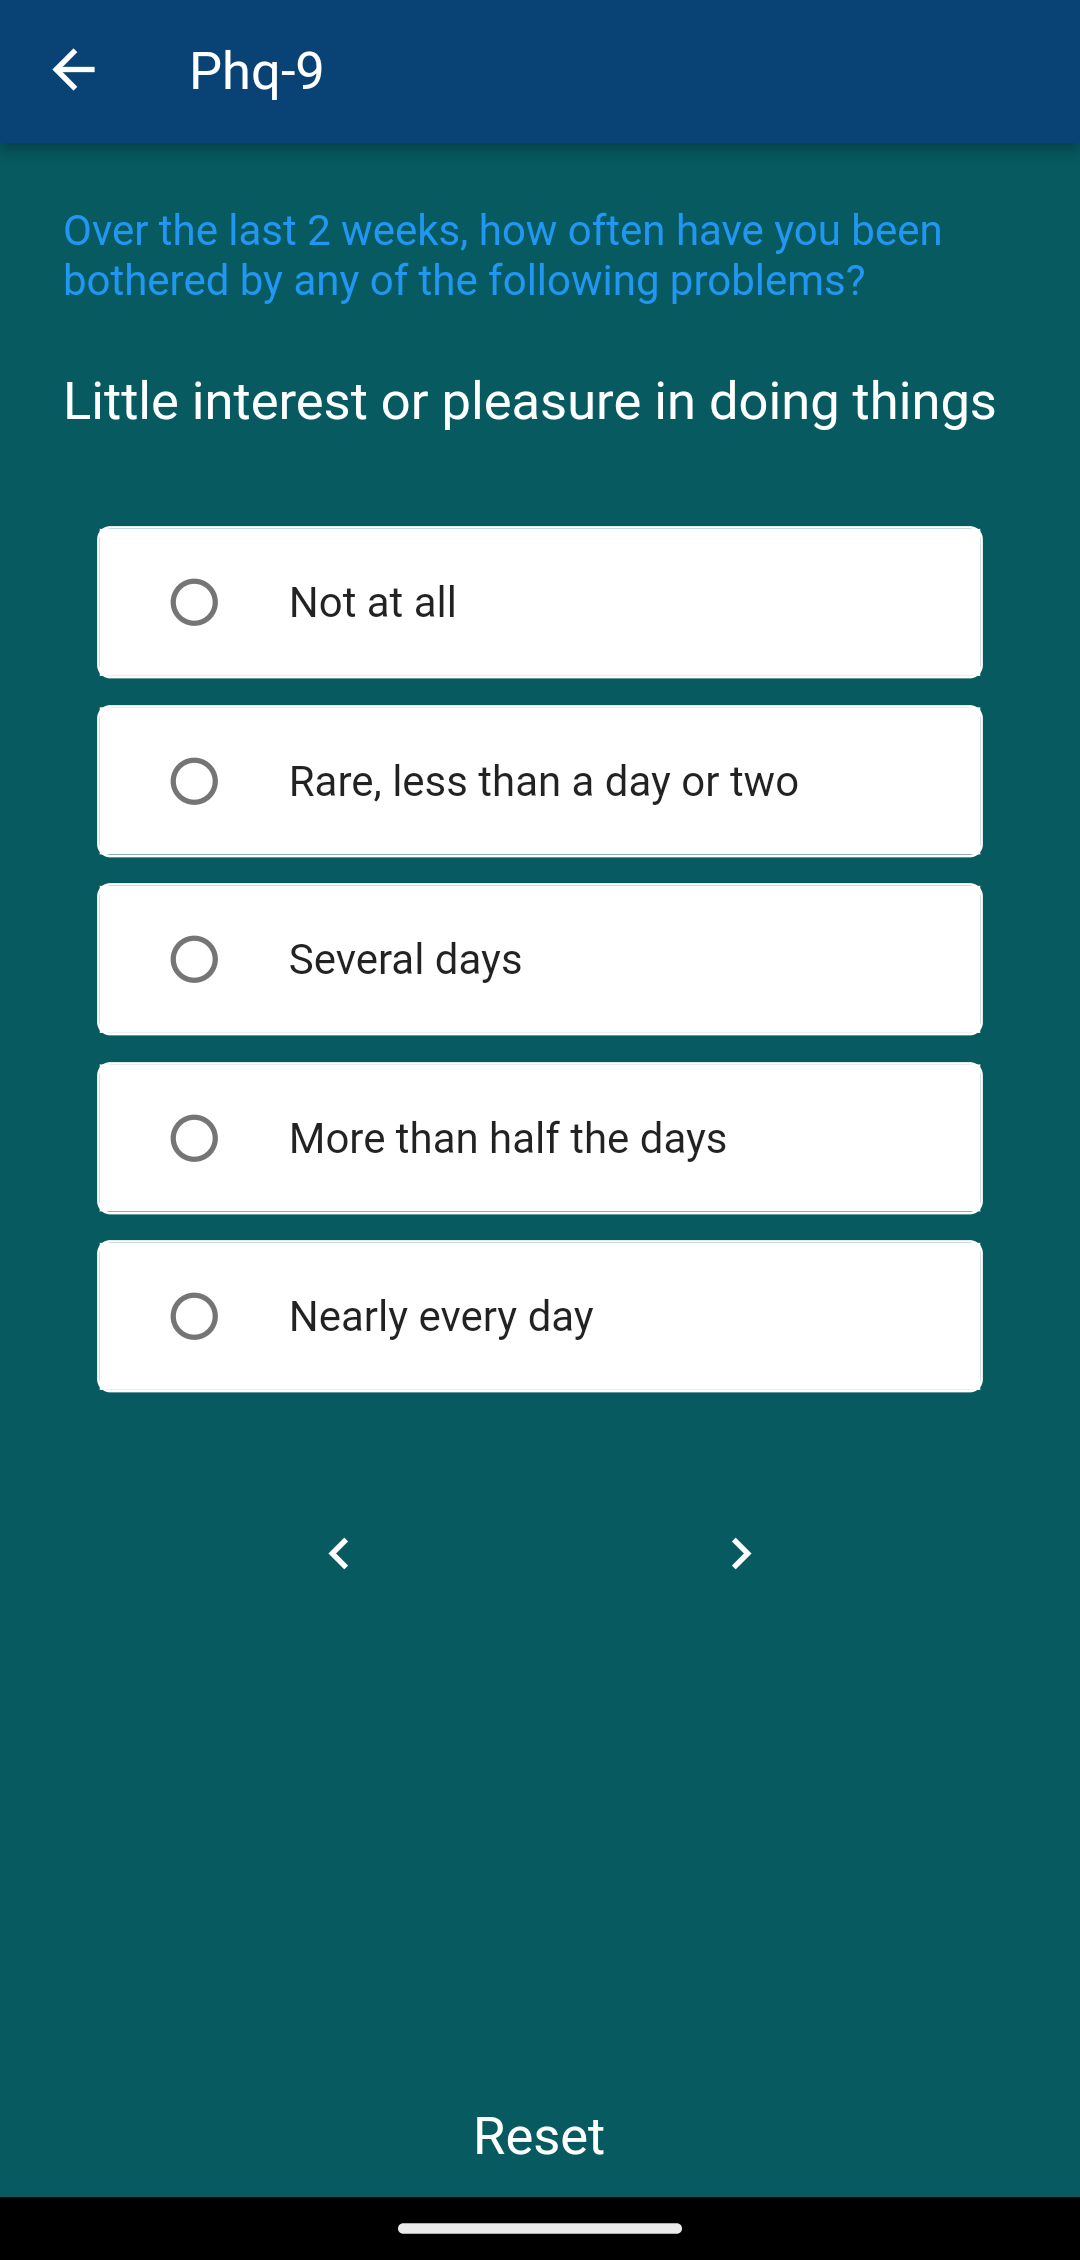 Phq-9
Over the last 2 weeks, how often have you been
bothered by any of the following problems?
Little interest or pleasure in doing things
Not at all
Rare, less than a day or two
Several days
More than half the days
Nearly every day
Reset